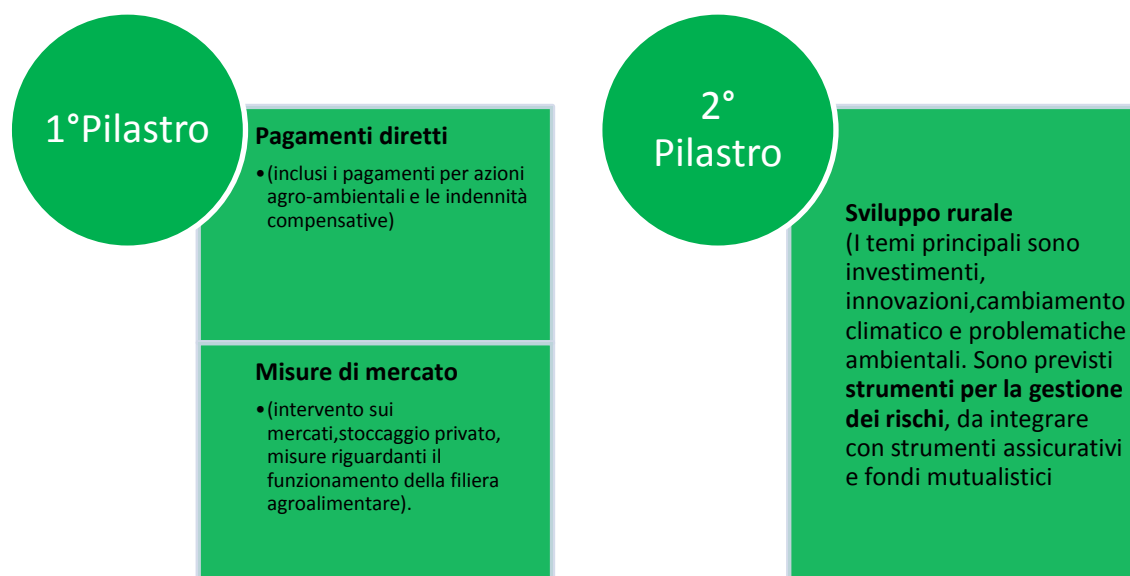 1°Pilastro
Pagamenti diretti
•(inclusi i pagamenti per azioni
agro-ambientali e le indennità
compensative)
Misure di mercato
•(intervento sui
mercati,stoccaggio privato,
misure riguardanti il
funzionamento della filiera
agroalimentare).
2°
Pilastro
Sviluppo rurale
(I temi principali sono
investimenti,
innovazioni,cambiamento
climatico e problematiche
ambientali. Sono previsti
strumenti per la gestione
dei rischi, da integrare
con strumenti assicurativi
e fondi mutualistici